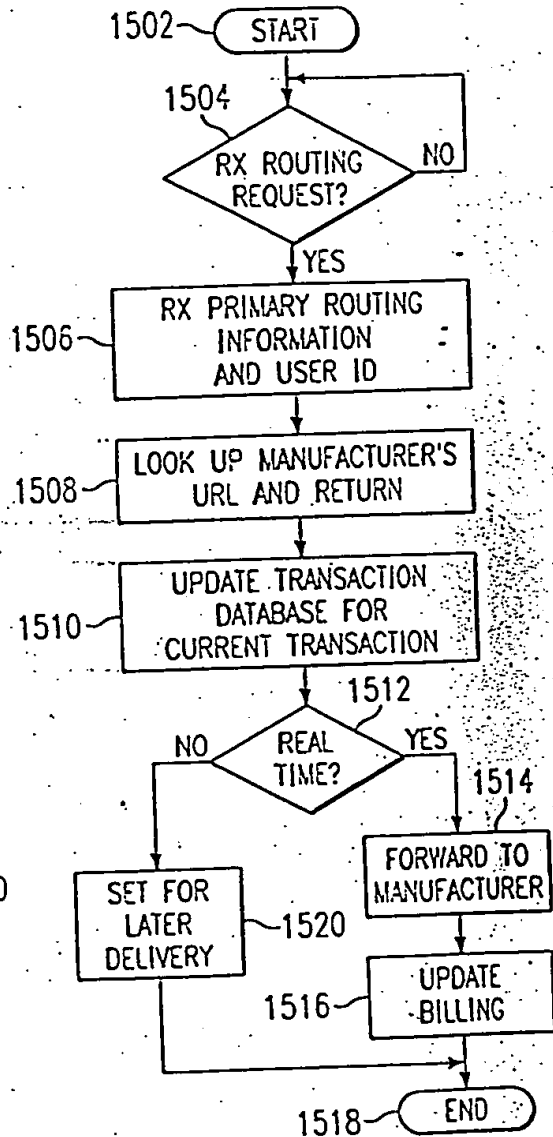 1502
START
1504
RX ROUTING
REQUEST?
NO
YES
1506
RX PRIMARY ROUTING
INFORMATION
AND USER ID
1508
LOOK UP MANUFACTURER'S
URL AND RETURN
1510
UPDATE TRANSACTION
DATABASE FOR
CURRENT TRANSACTION
1512
NO
REAL
TIME?
YES
1514
FORWARD TO
MANUFACTURER
SET FOR
LATER
DELIVERY
1520
1516
UPDATE
BILLING
1518
END